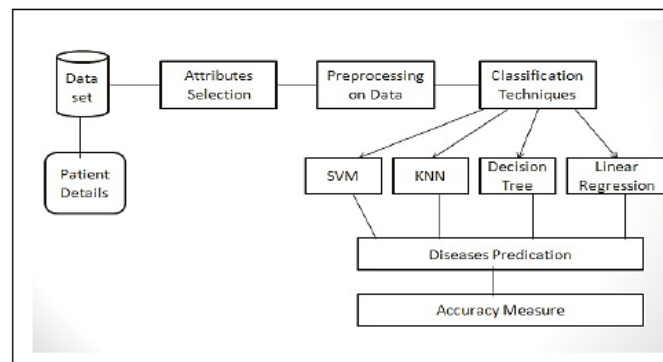 Data
set
Attributes
Selection
Preprocessing
on Data
Classification
Techniques
Patient
Details
SVM
KNN
Decision
Tree
Linear
Regression
Diseases Predication
Accuracy Measure